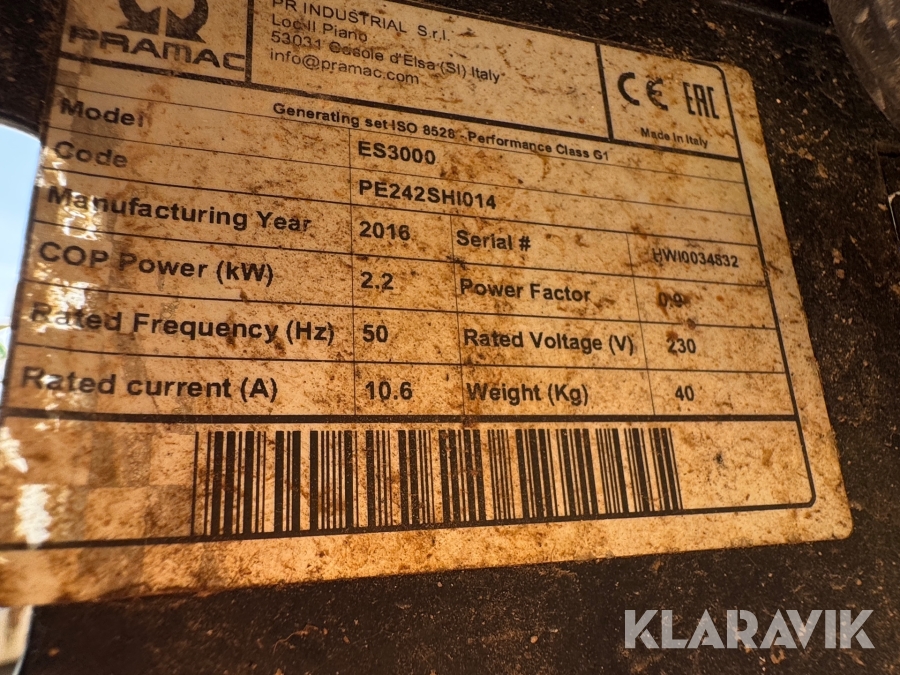 PRAMAC
PR INDUSTRIAL S.r.l.
Loc.Il Piano
53031 Casole d'Elsa (SI) Italy
info@pramac.com
CE EAC
Made in Italy
Generating set ISO 8528 - Performance Class G1
Model ES3000
Code PE242SHI014
Manufacturing Year 2016 Serial # HWI0034832
COP Power (kW) 2.2 Power Factor 0.9
Rated Frequency (Hz) 50 Rated Voltage (V) 230
Rated current (A) 10.6 Weight (Kg) 40
KLARAVIK